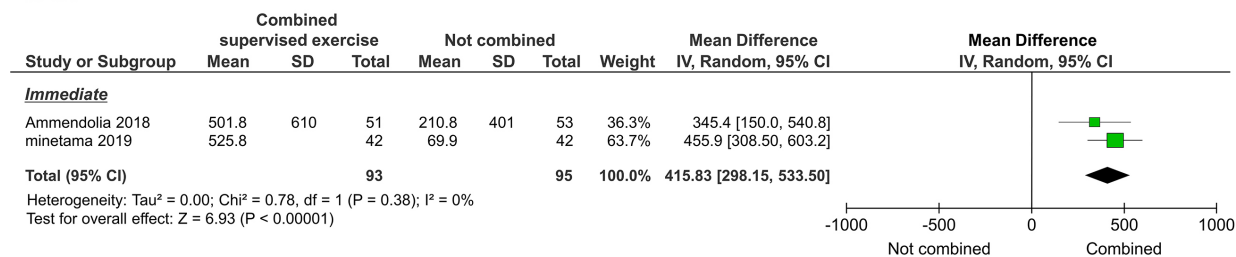 Combined
supervised exercise Not combined Mean Difference Mean Difference
Study or Subgroup Mean SD Total Mean SD Total Weight IV, Random, 95% CI IV, Random, 95% CI
Immediate
Ammendolia 2018 501.8 610 51 210.8 401 53 36.3% 345.4 [150.0, 540.8]
minetama 2019 525.8 42 69.9 42 63.7% 455.9 [308.50, 603.2]
Total (95% CI) 93 95 100.0% 415.83 [298.15, 533.50]
Heterogeneity: Tau² = 0.00; Chi² = 0.78, df = 1 (P = 0.38); I² = 0%
Test for overall effect: Z = 6.93 (P < 0.00001)
-1000 -500 0 500 1000
Not combined Combined